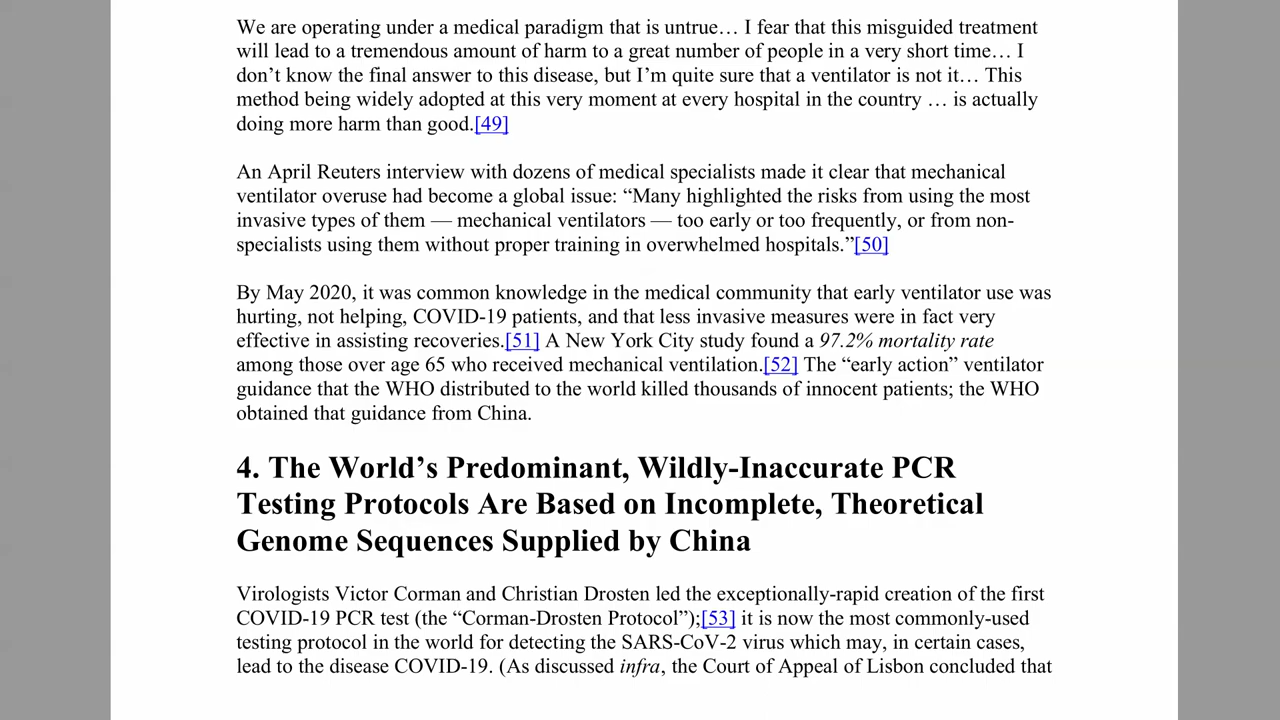 We are operating under a medical paradigm that is untrue… I fear that this misguided treatment
will lead to a tremendous amount of harm to a great number of people in a very short time… I
don’t know the final answer to this disease, but I’m quite sure that a ventilator is not it… This
method being widely adopted at this very moment at every hospital in the country … is actually
doing more harm than good.[49]
An April Reuters interview with dozens of medical specialists made it clear that mechanical
ventilator overuse had become a global issue: “Many highlighted the risks from using the most
invasive types of them — mechanical ventilators — too early or too frequently, or from non-
specialists using them without proper training in overwhelmed hospitals.”[50]
By May 2020, it was common knowledge in the medical community that early ventilator use was
hurting, not helping, COVID-19 patients, and that less invasive measures were in fact very
effective in assisting recoveries.[51] A New York City study found a 97.2% mortality rate
among those over age 65 who received mechanical ventilation.[52] The “early action” ventilator
guidance that the WHO distributed to the world killed thousands of innocent patients; the WHO
obtained that guidance from China.
4. The World’s Predominant, Wildly-Inaccurate PCR
Testing Protocols Are Based on Incomplete, Theoretical
Genome Sequences Supplied by China
Virologists Victor Corman and Christian Drosten led the exceptionally-rapid creation of the first
COVID-19 PCR test (the “Corman-Drosten Protocol”);[53] it is now the most commonly-used
testing protocol in the world for detecting the SARS-CoV-2 virus which may, in certain cases,
lead to the disease COVID-19. (As discussed infra, the Court of Appeal of Lisbon concluded that